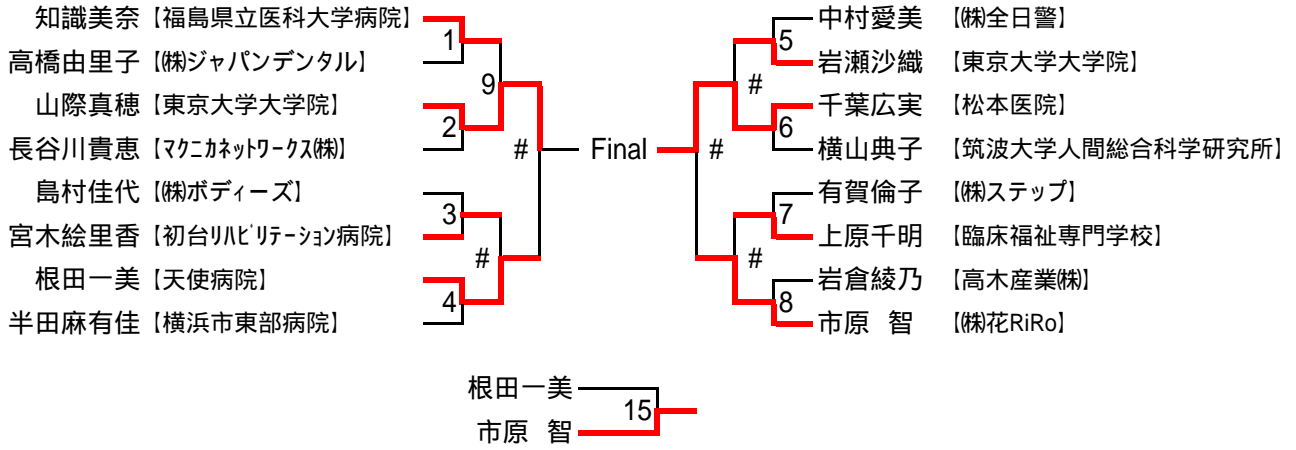 知識美奈【福島県立医科大学病院】
1
高橋由里子【㈱ジャパンデンタル】
9
山際真穂【東京大学大学院】
2
長谷川貴恵【ﾏｸﾆｶﾈｯﾄﾜｰｸｽ㈱】
#
島村佳代【㈱ボディーズ】
3
宮木絵里香【初台ﾘﾊﾋﾞﾘﾃｰｼｮﾝ病院】
#
根田一美【天使病院】
4
半田麻有佳【横浜市東部病院】
Final
中村愛美【㈱全日警】
5
岩瀬沙織【東京大学大学院】
#
千葉広実【松本医院】
6
横山典子【筑波大学人間総合科学研究所】
#
有賀倫子【㈱ステップ】
7
上原千明【臨床福祉専門学校】
#
岩倉綾乃【高木産業㈱】
8
市原 智【㈱花RiRo】
根田一美
15
市原 智